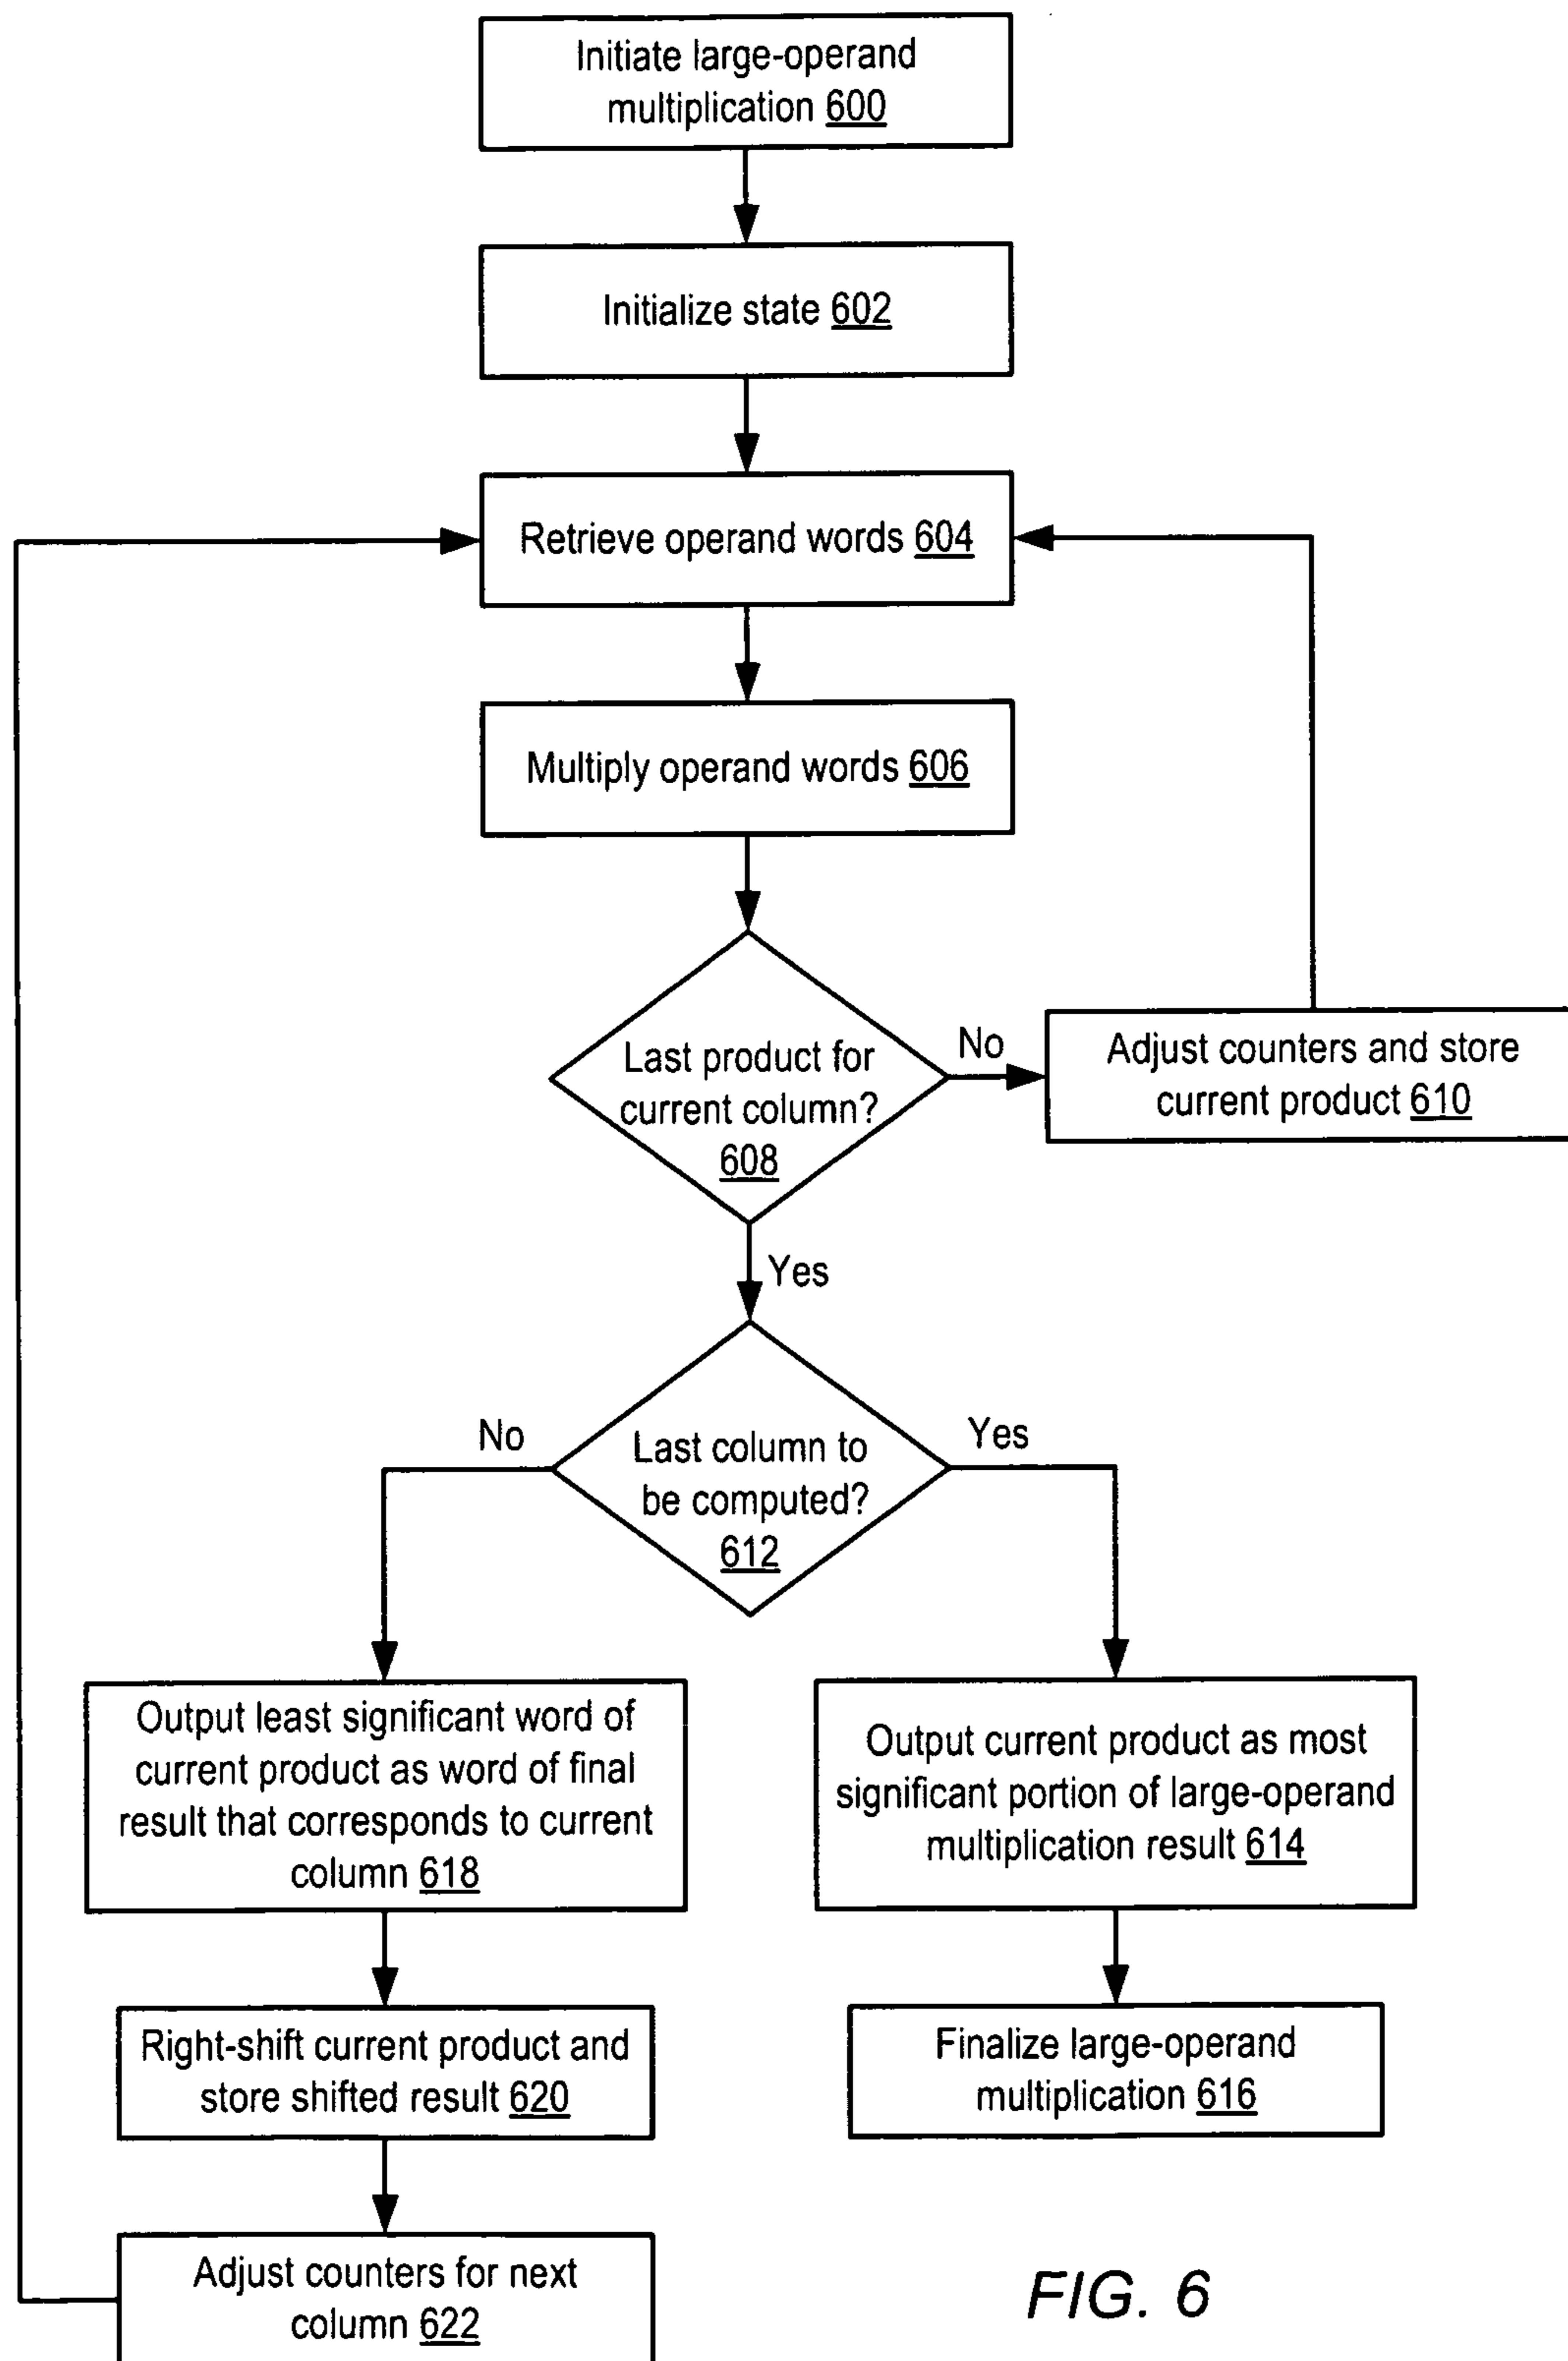 Initiate large-operand
multiplication 600
Initialize state 602
Retrieve operand words 604
Multiply operand words 606
Last product for
current column?
608
No
Adjust counters and store
current product 610
Yes
Last column to
be computed?
612
No
Yes
Output least significant word of
current product as word of final
result that corresponds to current
column 618
Output current product as most
significant portion of large-operand
multiplication result 614
Right-shift current product and
store shifted result 620
Finalize large-operand
multiplication 616
Adjust counters for next
column 622
FIG. 6